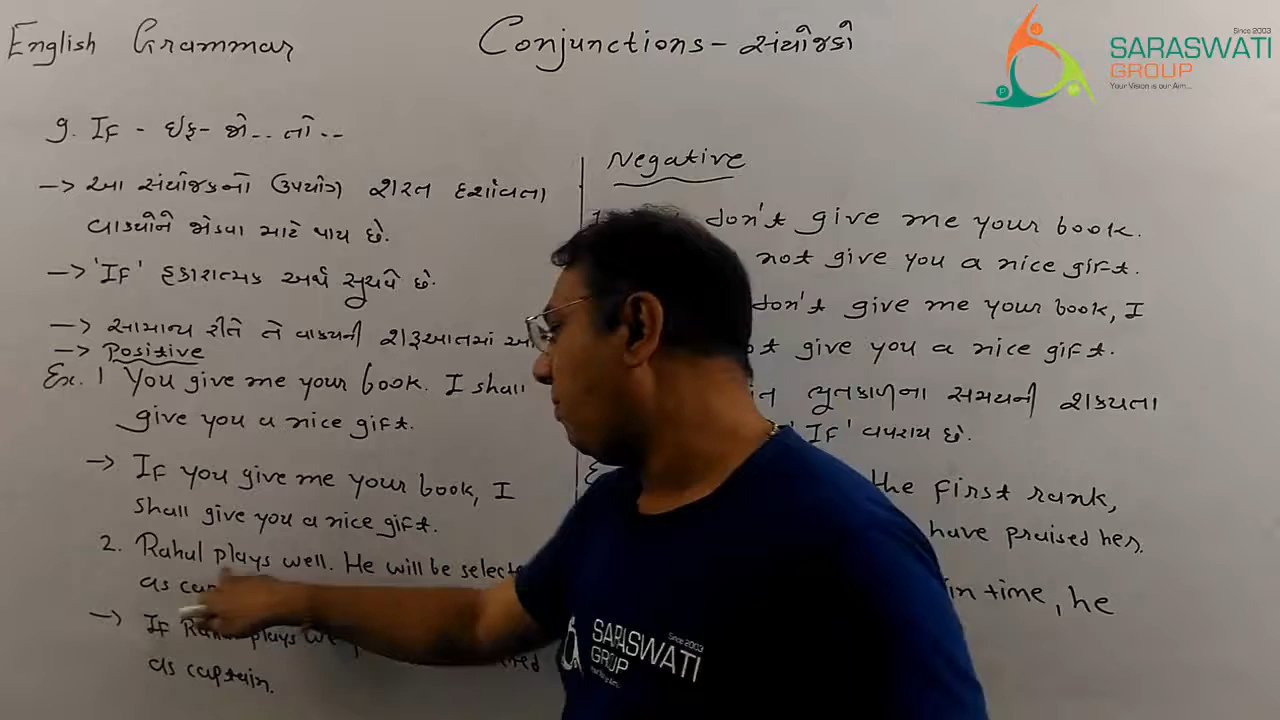 English Grammar
Conjunctions - સંયોજકો
Since 2003
SARASWATI
GROUP
Your Vision is our Aim...
9. IF - ઇફ - જો... તો...
-> આ સંયોજકનો ઉપયોગ શરત દર્શાવતા
વાક્યોને જોડવા માટે થાય છે.
-> 'IF' હકારાત્મક અર્થ સૂચવે છે.
-> સામાન્ય રીતે તે વાક્યની શરૂઆતમાં
-> Positive
Ex. 1 You give me your book. I shall
give you a nice gift.
-> If you give me your book, I
shall give you a nice gift.
2. Rahul plays well. He will be
as
-> If Rahul plays
as captain.
Negative
don't give me your book.
not give you a nice gift.
don't give me your book, I
give you a nice gift.
ભૂતકાળના સમયની શક્યતા
'IF' વપરાય છે.
the first rank,
have praised her.
in time, he
Since 2003
SARASWATI
GROUP